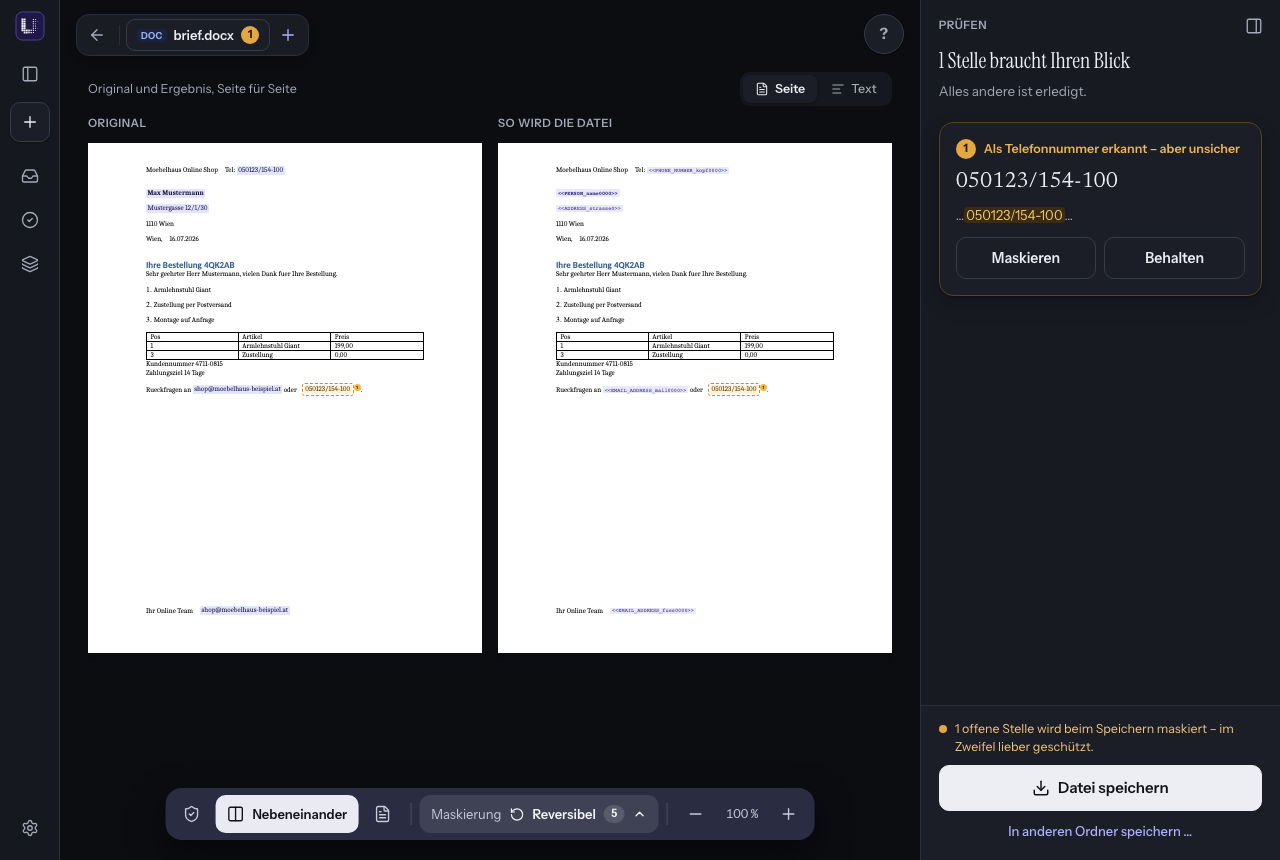 DOC brief.docx 1
?
Original und Ergebnis, Seite für Seite
Seite Text
ORIGINAL
Moebelhaus Online Shop Tel: 050123/154-100
Max Mustermann
Mustergasse 12/1/30
1110 Wien
Wien, 16.07.2026
Ihre Bestellung 4QK2AB
Sehr geehrter Herr Mustermann, vielen Dank fuer Ihre Bestellung.
1. Armlehnstuhl Giant
2. Zustellung per Postversand
3. Montage auf Anfrage
Pos Artikel Preis
1 Armlehnstuhl Giant 199,00
3 Zustellung 0,00
Kundennummer 4711-0815
Zahlungsziel 14 Tage
Rueckfragen an shop@moebelhaus-beispiel.at oder 050123/154-100 1.
Ihr Online Team shop@moebelhaus-beispiel.at
SO WIRD DIE DATEI
Moebelhaus Online Shop Tel: <<PHONE_NUMBER_kopf0000>>
<<PERSON_name0000>>
<<ADDRESS_strasse0>>
1110 Wien
Wien, 16.07.2026
Ihre Bestellung 4QK2AB
Sehr geehrter Herr Mustermann, vielen Dank fuer Ihre Bestellung.
1. Armlehnstuhl Giant
2. Zustellung per Postversand
3. Montage auf Anfrage
Pos Artikel Preis
1 Armlehnstuhl Giant 199,00
3 Zustellung 0,00
Kundennummer 4711-0815
Zahlungsziel 14 Tage
Rueckfragen an <<EMAIL_ADDRESS_mail0000>> oder 050123/154-100 1.
Ihr Online Team <<EMAIL_ADDRESS_fuss0000>>
Nebeneinander
Maskierung Reversibel 5
100 %
PRÜFEN
1 Stelle braucht Ihren Blick
Alles andere ist erledigt.
1 Als Telefonnummer erkannt – aber unsicher
050123/154-100
... 050123/154-100 ...
Maskieren Behalten
1 offene Stelle wird beim Speichern maskiert – im
Zweifel lieber geschützt.
Datei speichern
In anderen Ordner speichern ...